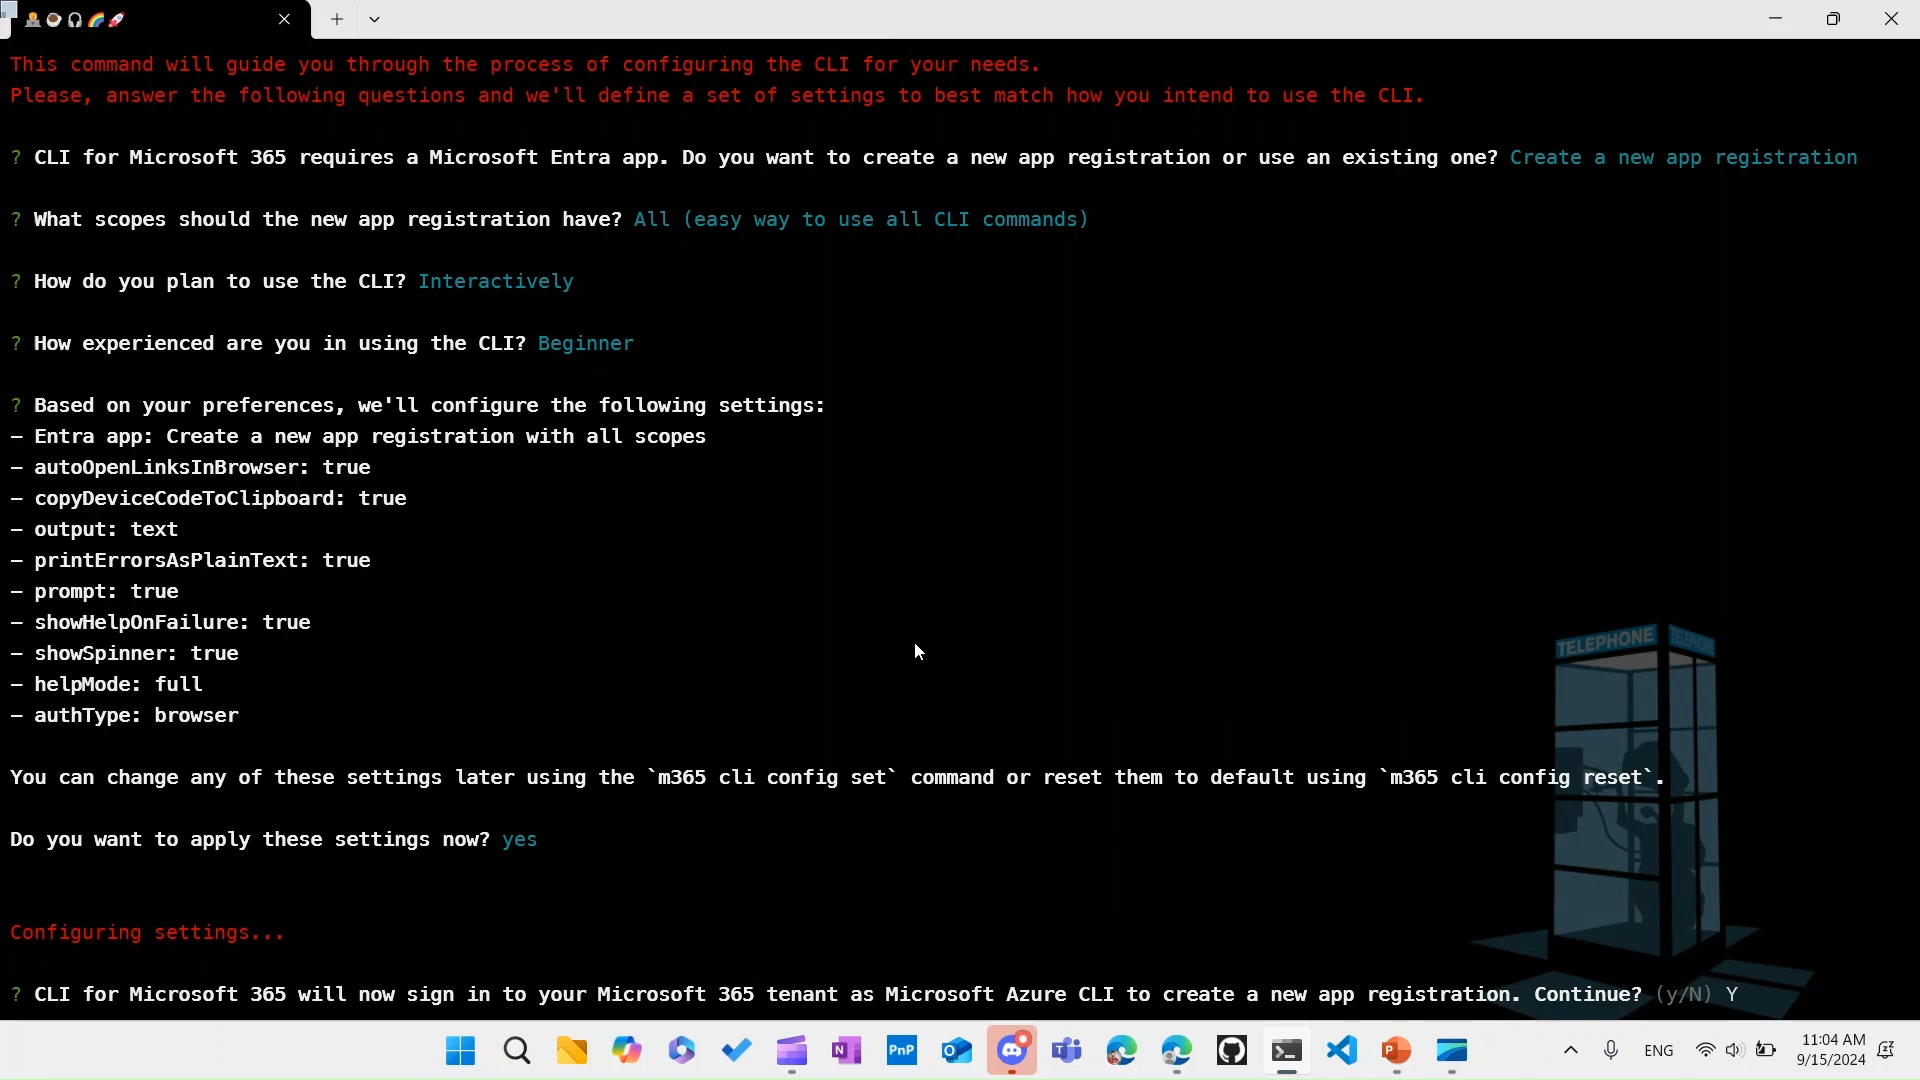 This command will guide you through the process of configuring the CLI for your needs.
Please, answer the following questions and we'll define a set of settings to best match how you intend to use the CLI.
? CLI for Microsoft 365 requires a Microsoft Entra app. Do you want to create a new app registration or use an existing one? Create a new app registration
? What scopes should the new app registration have? All (easy way to use all CLI commands)
? How do you plan to use the CLI? Interactively
? How experienced are you in using the CLI? Beginner
? Based on your preferences, we'll configure the following settings:
– Entra app: Create a new app registration with all scopes
– autoOpenLinksInBrowser: true
– copyDeviceCodeToClipboard: true
– output: text
– printErrorsAsPlainText: true
– prompt: true
– showHelpOnFailure: true
– showSpinner: true
– helpMode: full
– authType: browser
TELEPHONE TELEPHONE
You can change any of these settings later using the `m365 cli config set` command or reset them to default using `m365 cli config reset`.
Do you want to apply these settings now? yes
Configuring settings...
? CLI for Microsoft 365 will now sign in to your Microsoft 365 tenant as Microsoft Azure CLI to create a new app registration. Continue? (y/N) Y
N PnP O T P ENG 11:04 AM
9/15/2024